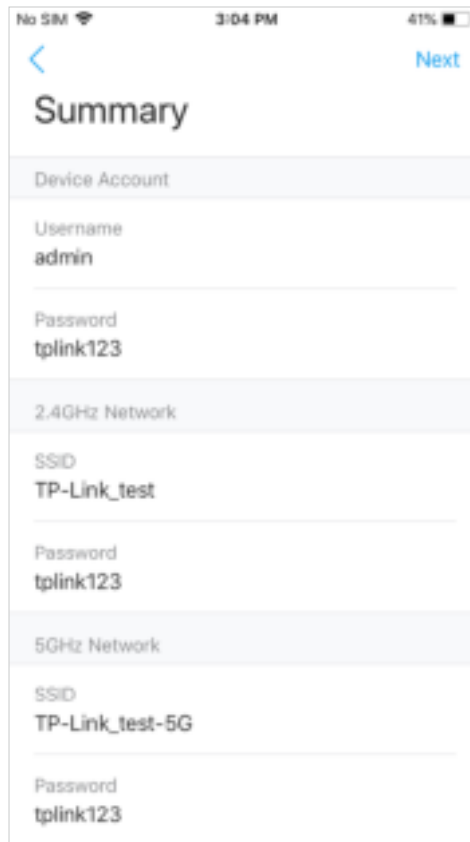 No SIM 3:04 PM 41%
Next
Summary
Device Account
Username
admin
Password
tplink123
2.4GHz Network
SSID
TP-Link_test
Password
tplink123
5GHz Network
SSID
TP-Link_test-5G
Password
tplink123